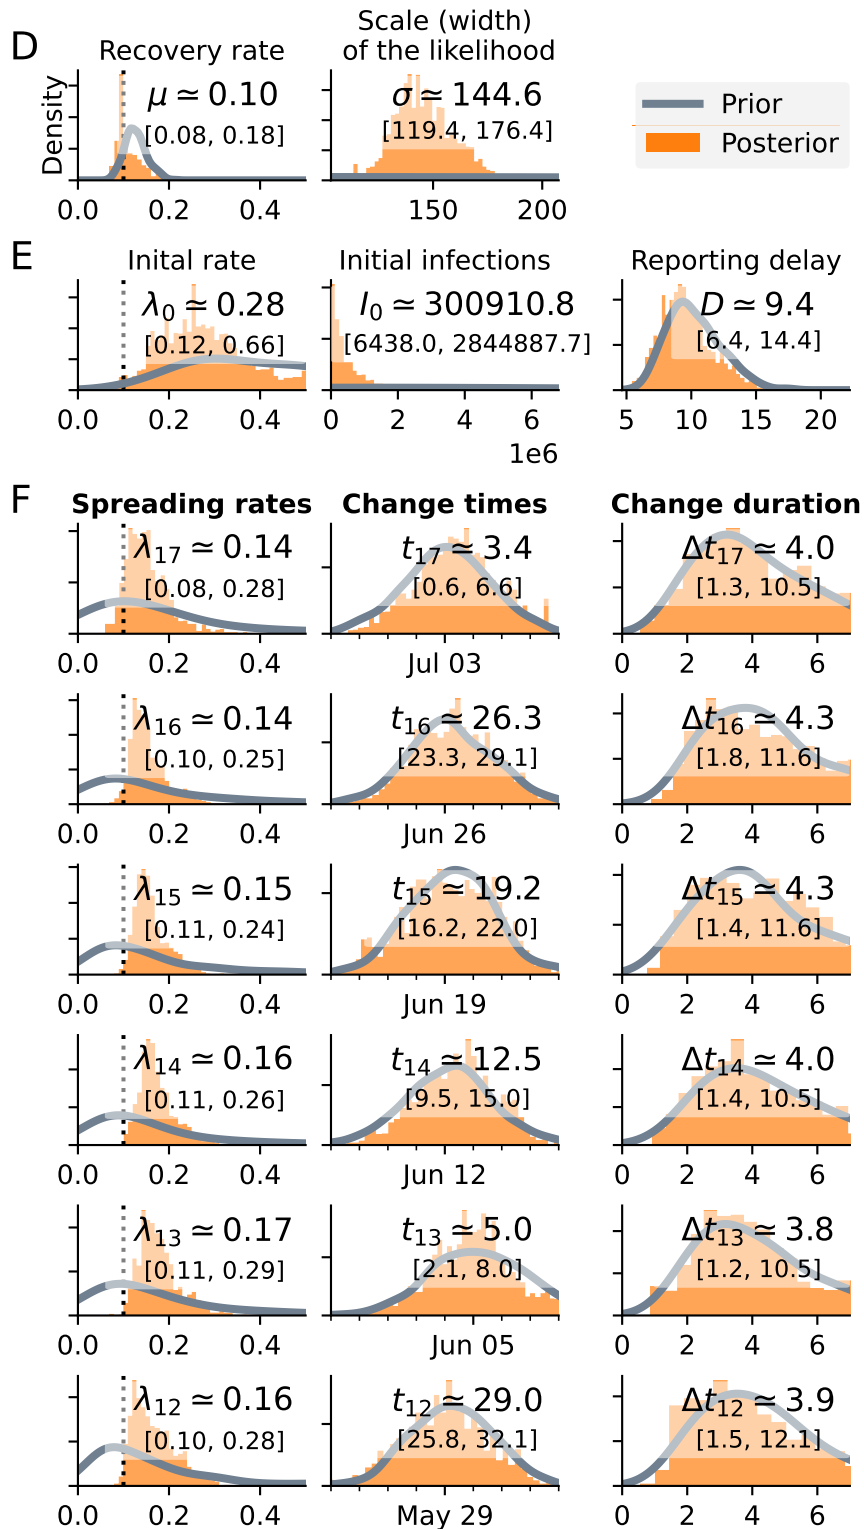 D
Recovery rate
Scale (width)
of the likelihood
Density
μ ≃ 0.10
[0.08, 0.18]
0.0 0.2 0.4
σ ≃ 144.6
[119.4, 176.4]
150 200
Prior
Posterior
E
Inital rate
Initial infections
Reporting delay
λ0 ≃ 0.28
[0.12, 0.66]
0.0 0.2 0.4
I0 ≃ 300910.8
[6438.0, 2844887.7]
0 2 4 6
1e6
D ≃ 9.4
[6.4, 14.4]
5 10 15 20
F
Spreading rates
Change times
Change duration
λ17 ≃ 0.14
[0.08, 0.28]
0.0 0.2 0.4
t17 ≃ 3.4
[0.6, 6.6]
Jul 03
Δt17 ≃ 4.0
[1.3, 10.5]
0 2 4 6
λ16 ≃ 0.14
[0.10, 0.25]
0.0 0.2 0.4
t16 ≃ 26.3
[23.3, 29.1]
Jun 26
Δt16 ≃ 4.3
[1.8, 11.6]
0 2 4 6
λ15 ≃ 0.15
[0.11, 0.24]
0.0 0.2 0.4
t15 ≃ 19.2
[16.2, 22.0]
Jun 19
Δt15 ≃ 4.3
[1.4, 11.6]
0 2 4 6
λ14 ≃ 0.16
[0.11, 0.26]
0.0 0.2 0.4
t14 ≃ 12.5
[9.5, 15.0]
Jun 12
Δt14 ≃ 4.0
[1.4, 10.5]
0 2 4 6
λ13 ≃ 0.17
[0.11, 0.29]
0.0 0.2 0.4
t13 ≃ 5.0
[2.1, 8.0]
Jun 05
Δt13 ≃ 3.8
[1.2, 10.5]
0 2 4 6
λ12 ≃ 0.16
[0.10, 0.28]
0.0 0.2 0.4
t12 ≃ 29.0
[25.8, 32.1]
May 29
Δt12 ≃ 3.9
[1.5, 12.1]
0 2 4 6